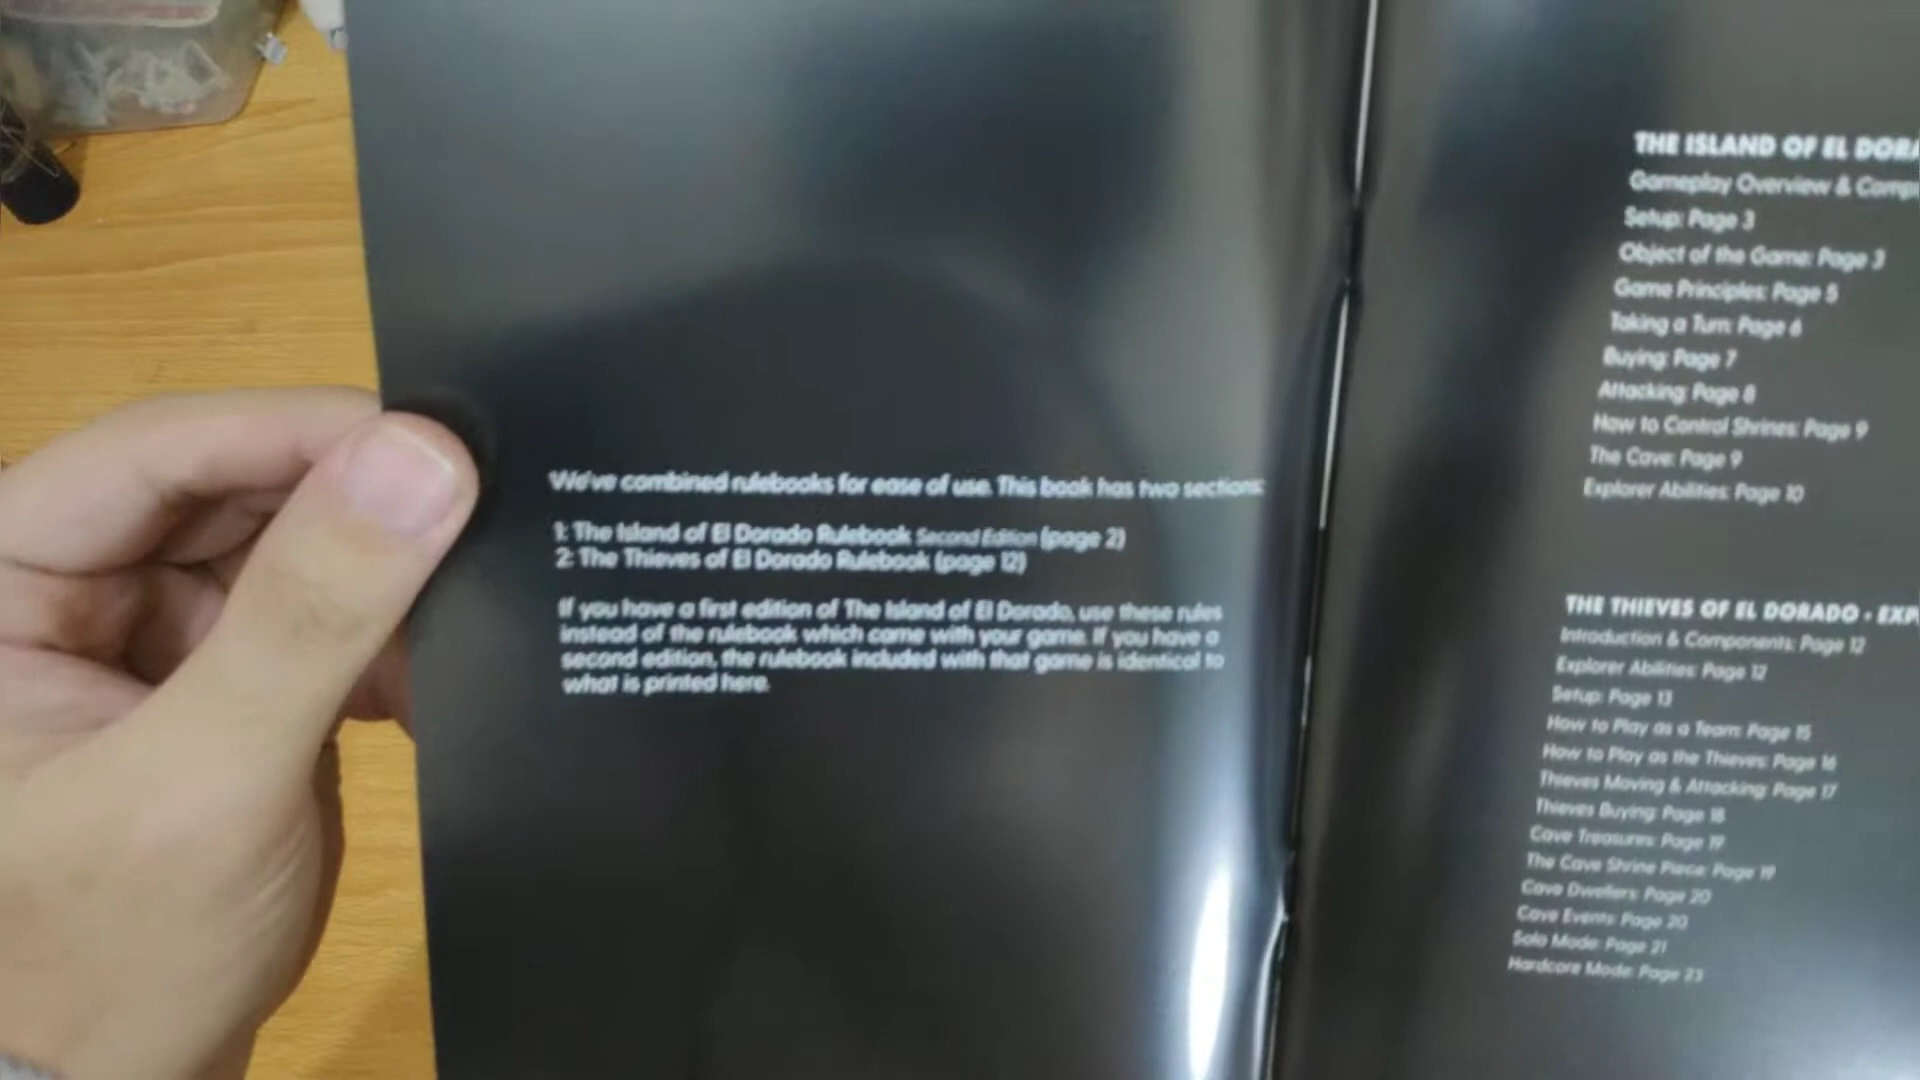 We've combined rulebooks for ease of use. This book has two sections:
1: The Island of El Dorado Rulebook Second Edition (page 2)
2: The Thieves of El Dorado Rulebook (page 12)
If you have a first edition of The Island of El Dorado, use these rules
instead of the rulebook which came with your game. If you have a
second edition, the rulebook included with that game is identical to
what is printed here.
THE ISLAND OF EL DORA
Gameplay Overview & Comp
Setup: Page 3
Object of the Game: Page 3
Game Principles: Page 5
Taking a Turn: Page 6
Buying: Page 7
Attacking: Page 8
How to Control Shrines: Page 9
The Cave: Page 9
Explorer Abilities: Page 10
THE THIEVES OF EL DORADO - EXP
Introduction & Components: Page 12
Explorer Abilities: Page 12
Setup: Page 13
How to Play as a Team: Page 15
How to Play as the Thieves: Page 16
Thieves Moving & Attacking: Page 17
Thieves Buying: Page 18
Cave Treasures: Page 19
The Cave Shrine Piece: Page 19
Cave Dwellers: Page 20
Cave Events: Page 20
Solo Mode: Page 21
Hardcore Mode: Page 23